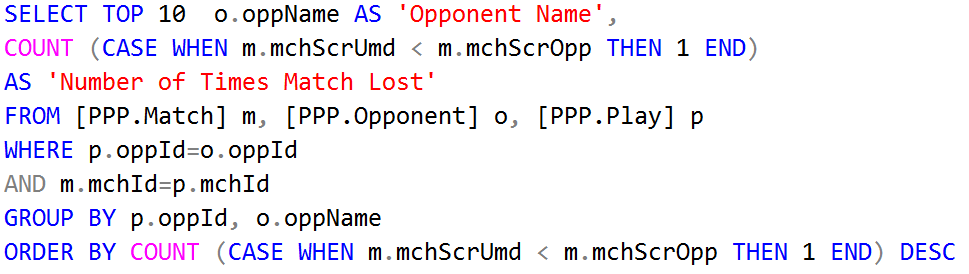 SELECT TOP 10  o.oppName AS 'Opponent Name',
COUNT (CASE WHEN m.mchScrUmd < m.mchScrOpp THEN 1 END)
AS 'Number of Times Match Lost'
FROM [PPP.Match] m, [PPP.Opponent] o, [PPP.Play] p
WHERE p.oppId=o.oppId
AND m.mchId=p.mchId
GROUP BY p.oppId, o.oppName
ORDER BY COUNT (CASE WHEN m.mchScrUmd < m.mchScrOpp THEN 1 END) DESC